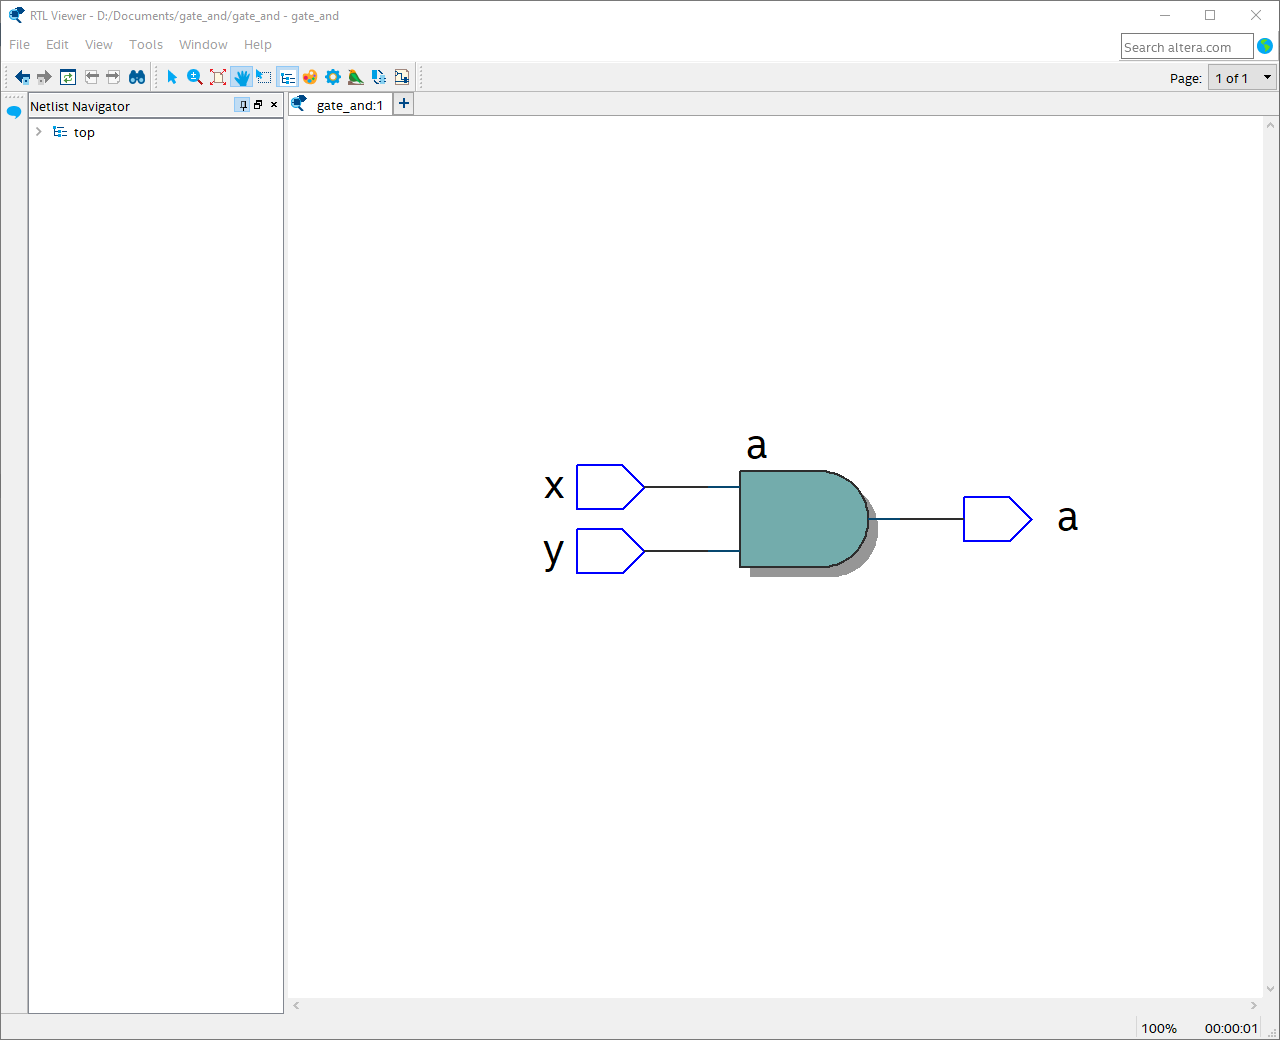 RTL Viewer - D:/Documents/gate_and/gate_and - gate_and
File Edit View Tools Window Help
Search altera.com
Page: 1 of 1
Netlist Navigator
gate_and:1
top
a
x
y
a
100% 00:00:01